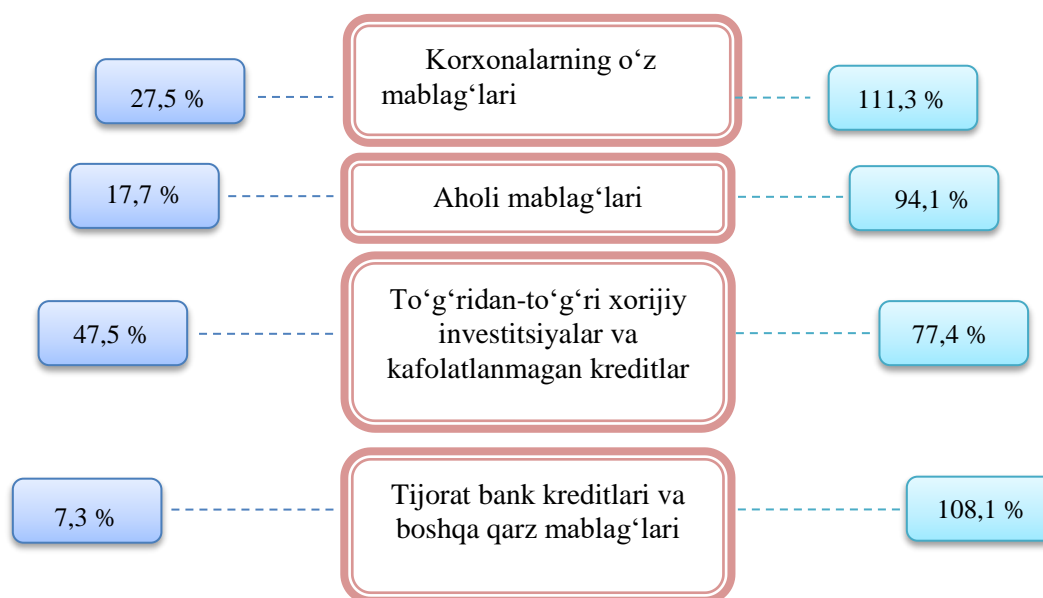 27,5 %
Korxonalarning o‘z
mablag‘lari
111,3 %
17,7 %
Aholi mablag‘lari
94,1 %
47,5 %
To‘g‘ridan-to‘g‘ri xorijiy
investitsiyalar va
kafolatlanmagan kreditlar
77,4 %
7,3 %
Tijorat bank kreditlari va
boshqa qarz mablag‘lari
108,1 %